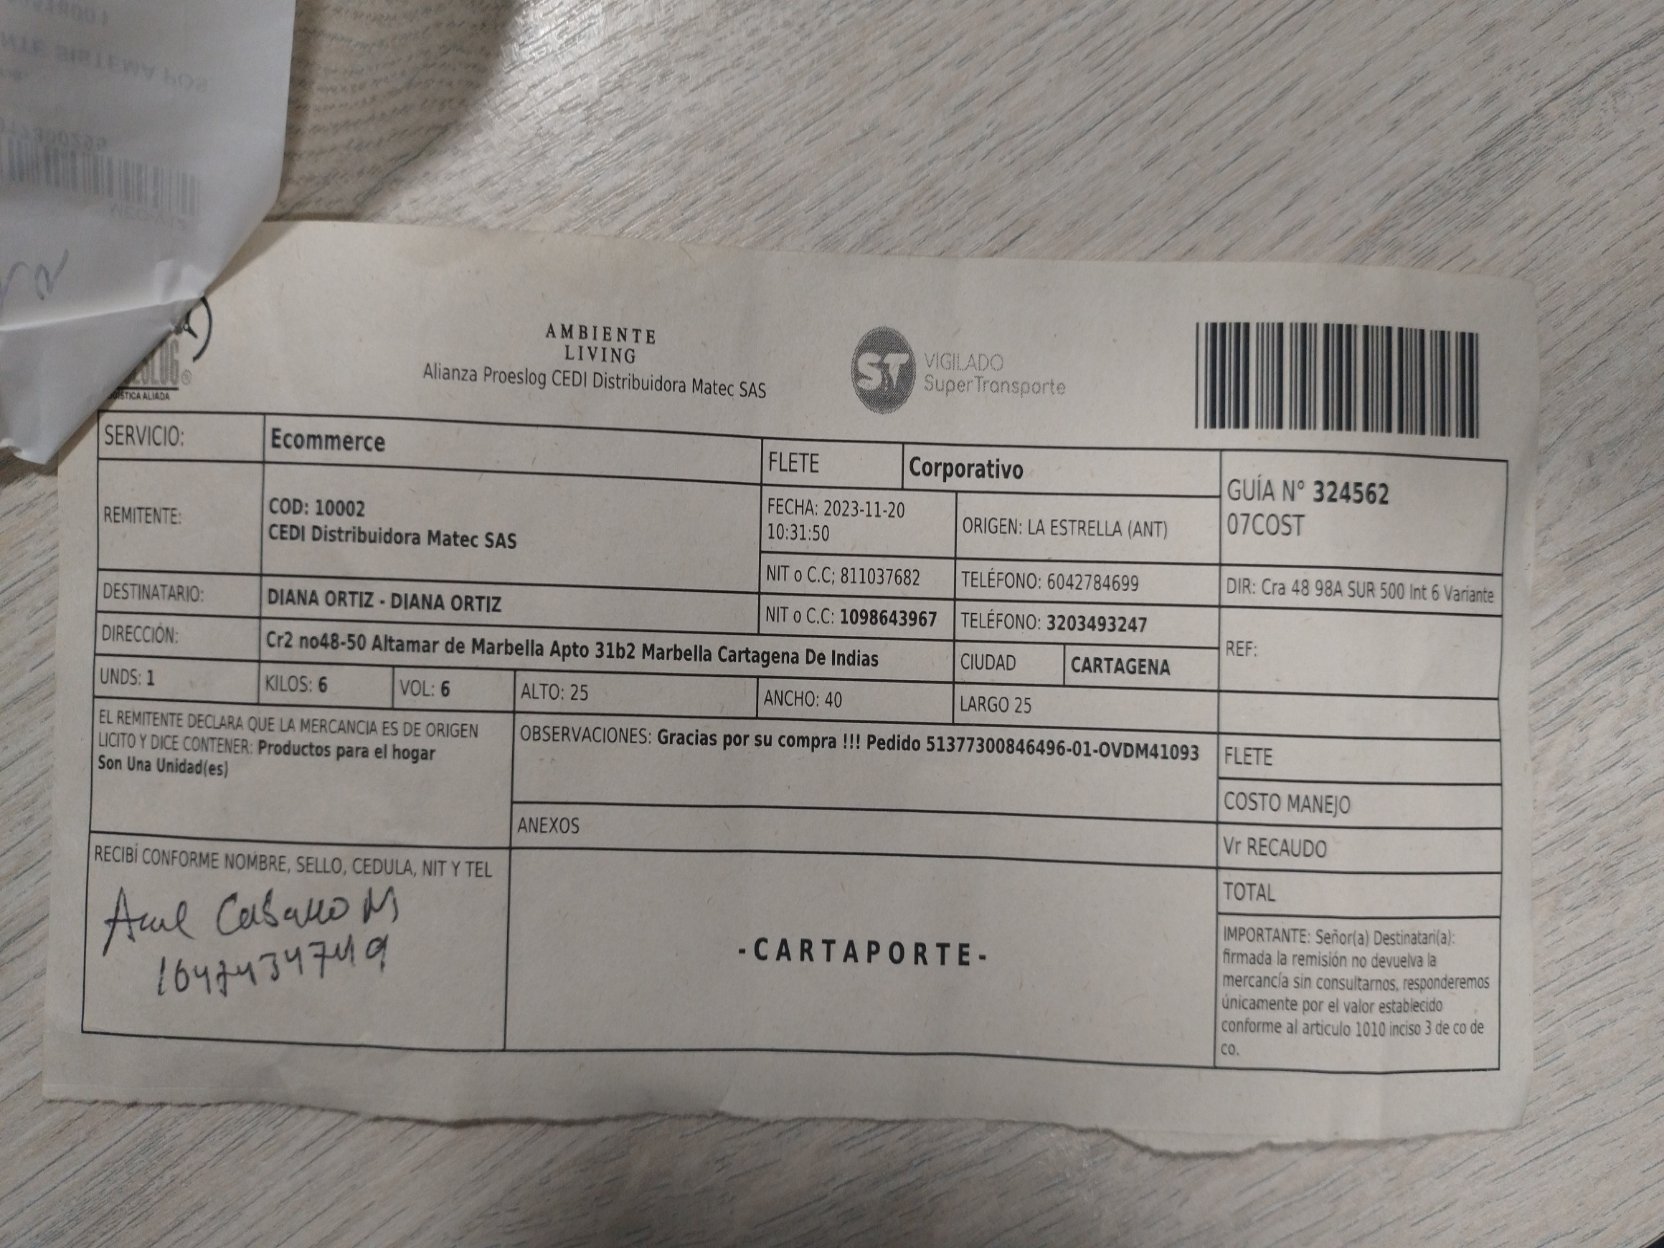 NTE SISTEMA POS
AMBIENTE
LIVING
Alianza Proeslog CEDI Distribuidora Matec SAS
ST VIGILADO
SuperTransporte
SERVICIO: Ecommerce
FLETE Corporativo
GUÍA N° 324562
07COST
REMITENTE:
COD: 10002
CEDI Distribuidora Matec SAS
FECHA: 2023-11-20
10:31:50
ORIGEN: LA ESTRELLA (ANT)
NIT o C.C; 811037682
TELÉFONO: 6042784699
DIR: Cra 48 98A SUR 500 Int 6 Variante
DESTINATARIO: DIANA ORTIZ - DIANA ORTIZ
NIT o C.C: 1098643967
TELÉFONO: 3203493247
REF:
DIRECCIÓN: Cr2 no48-50 Altamar de Marbella Apto 31b2 Marbella Cartagena De Indias
CIUDAD CARTAGENA
UNDS: 1
KILOS: 6
VOL: 6
ALTO: 25
ANCHO: 40
LARGO 25
EL REMITENTE DECLARA QUE LA MERCANCIA ES DE ORIGEN
LICITO Y DICE CONTENER: Productos para el hogar
Son Una Unidad(es)
OBSERVACIONES: Gracias por su compra !!! Pedido 51377300846496-01-OVDM41093
FLETE
COSTO MANEJO
ANEXOS
Vr RECAUDO
TOTAL
RECIBÍ CONFORME NOMBRE, SELLO, CEDULA, NIT Y TEL
Caballo M
1047434749
-CARTAPORTE-
IMPORTANTE: Señor(a) Destinatari(a):
firmada la remisión no devuelva la
mercancía sin consultarnos, responderemos
únicamente por el valor establecido
conforme al articulo 1010 inciso 3 de co de
co.